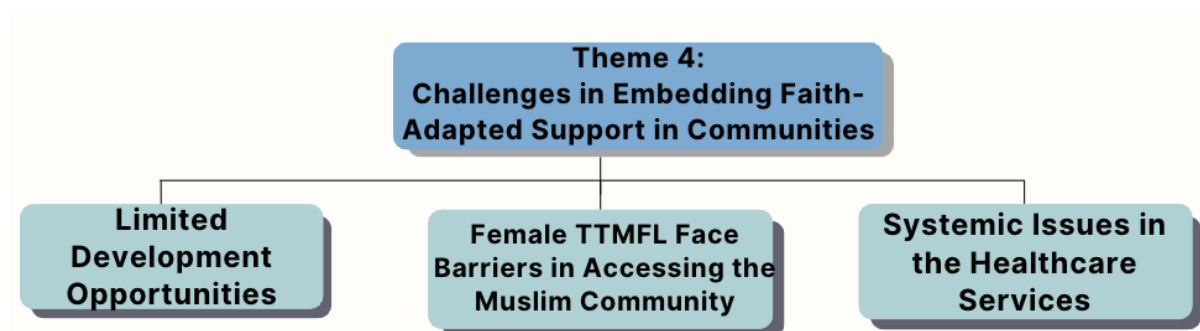 Theme 4:
Challenges in Embedding Faith-
Adapted Support in Communities
Limited
Development
Opportunities
Female TTMFL Face
Barriers in Accessing the
Muslim Community
Systemic Issues in
the Healthcare
Services